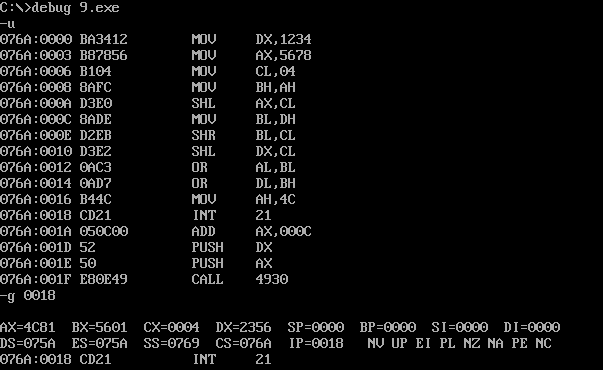 C:\>debug 9.exe
-u
076A:0000 BA3412 MOV DX,1234
076A:0003 B87856 MOV AX,5678
076A:0006 B104 MOV CL,04
076A:0008 8AFC MOV BH,AH
076A:000A D3E0 SHL AX,CL
076A:000C 8ADE MOV BL,DH
076A:000E D2EB SHR BL,CL
076A:0010 D3E2 SHL DX,CL
076A:0012 0AC3 OR AL,BL
076A:0014 0AD7 OR DL,BH
076A:0016 B44C MOV AH,4C
076A:0018 CD21 INT 21
076A:001A 050C00 ADD AX,000C
076A:001D 52 PUSH DX
076A:001E 50 PUSH AX
076A:001F E80E49 CALL 4930
-g 0018
AX=4C81 BX=5601 CX=0004 DX=2356 SP=0000 BP=0000 SI=0000 DI=0000
DS=075A ES=075A SS=0769 CS=076A IP=0018 NV UP EI PL NZ NA PE NC
076A:0018 CD21 INT 21